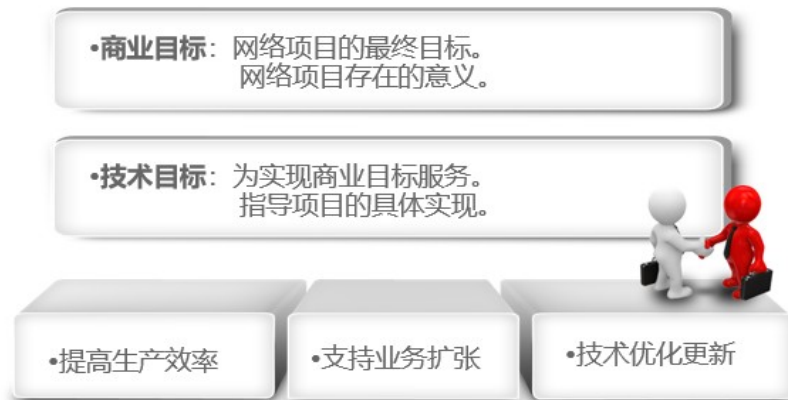 •商业目标：网络项目的最终目标。
网络项目存在的意义。
•技术目标：为实现商业目标服务。
指导项目的具体实现。
•提高生产效率
•支持业务扩张
•技术优化更新